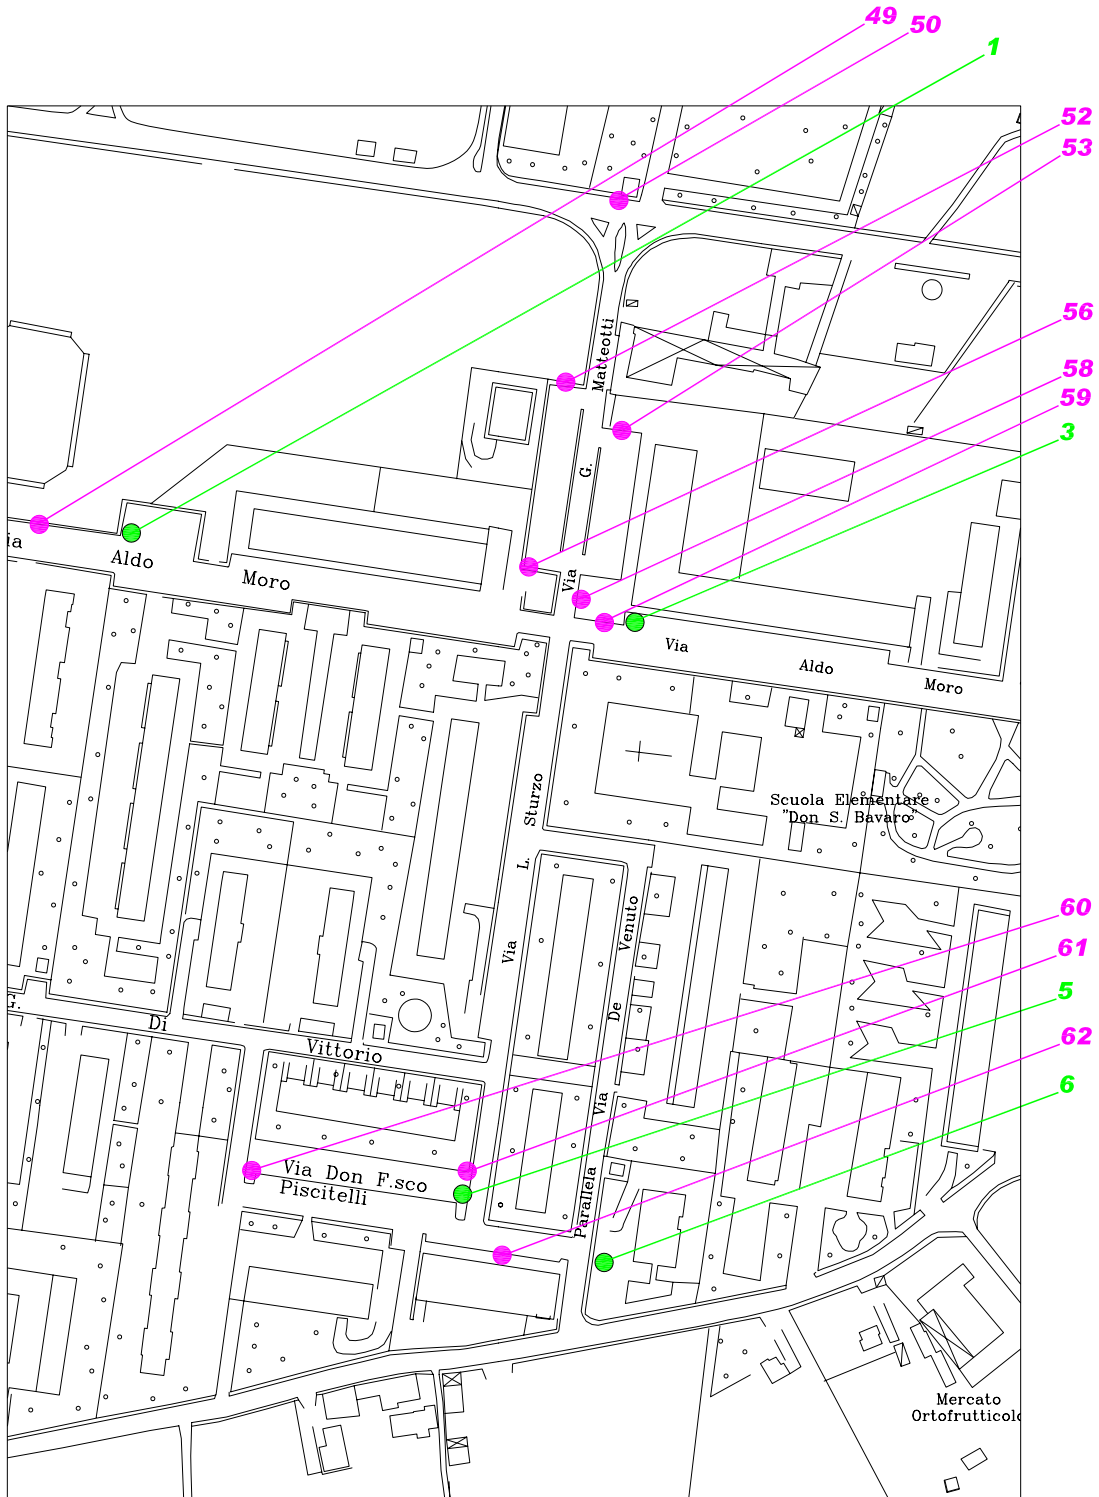 49
50
1
52
53
56
58
59
3
Matteotti
G.
Via
ia
Aldo
Moro
Via
Aldo
Moro
Sturzo
L.
Via
Scuola Elementare
"Don S. Bavaro"
Venuto
De
Via
Parallela
60
61
5
62
6
G.
Di
Vittorio
Via Don F.sco
Piscitelli
Mercato
Ortofrutticolo